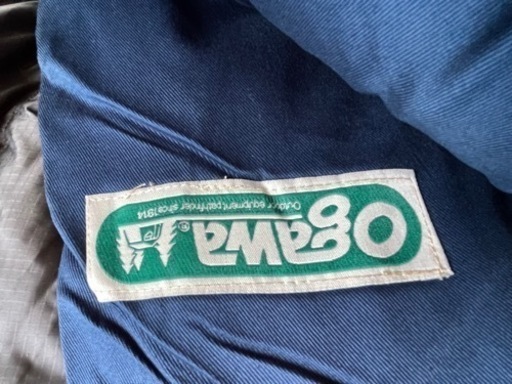 Ogawa®
Outdoor equipment pathfinder since 1914